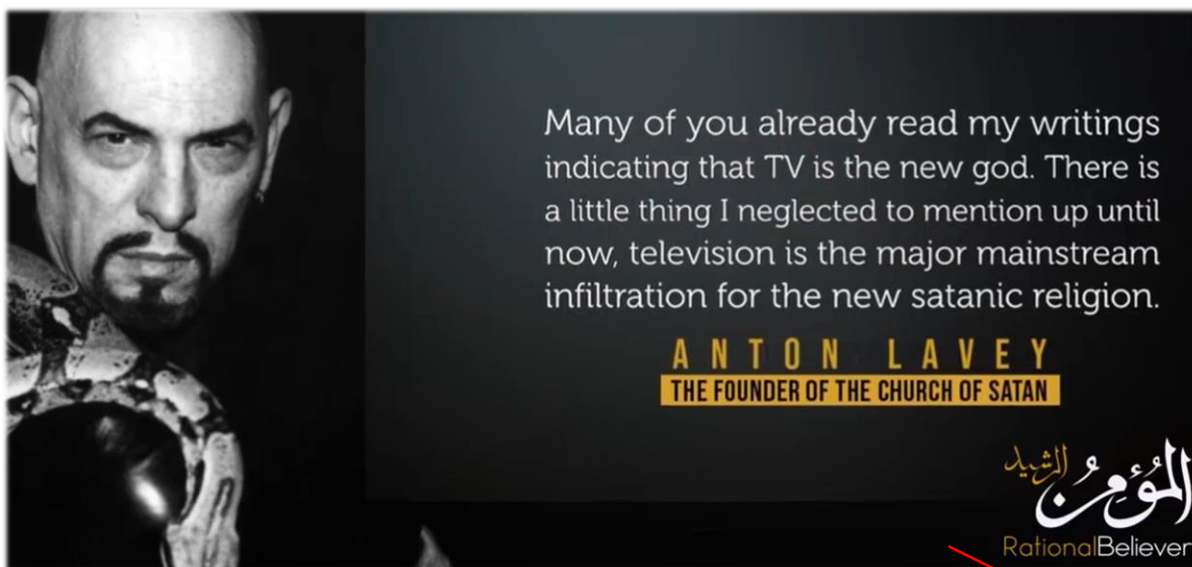 Many of you already read my writings
indicating that TV is the new god. There is
a little thing I neglected to mention up until
now, television is the major mainstream
infiltration for the new satanic religion.
ANTON LAVEY
THE FOUNDER OF THE CHURCH OF SATAN
المُؤمِن الرشيد
RationalBeliever